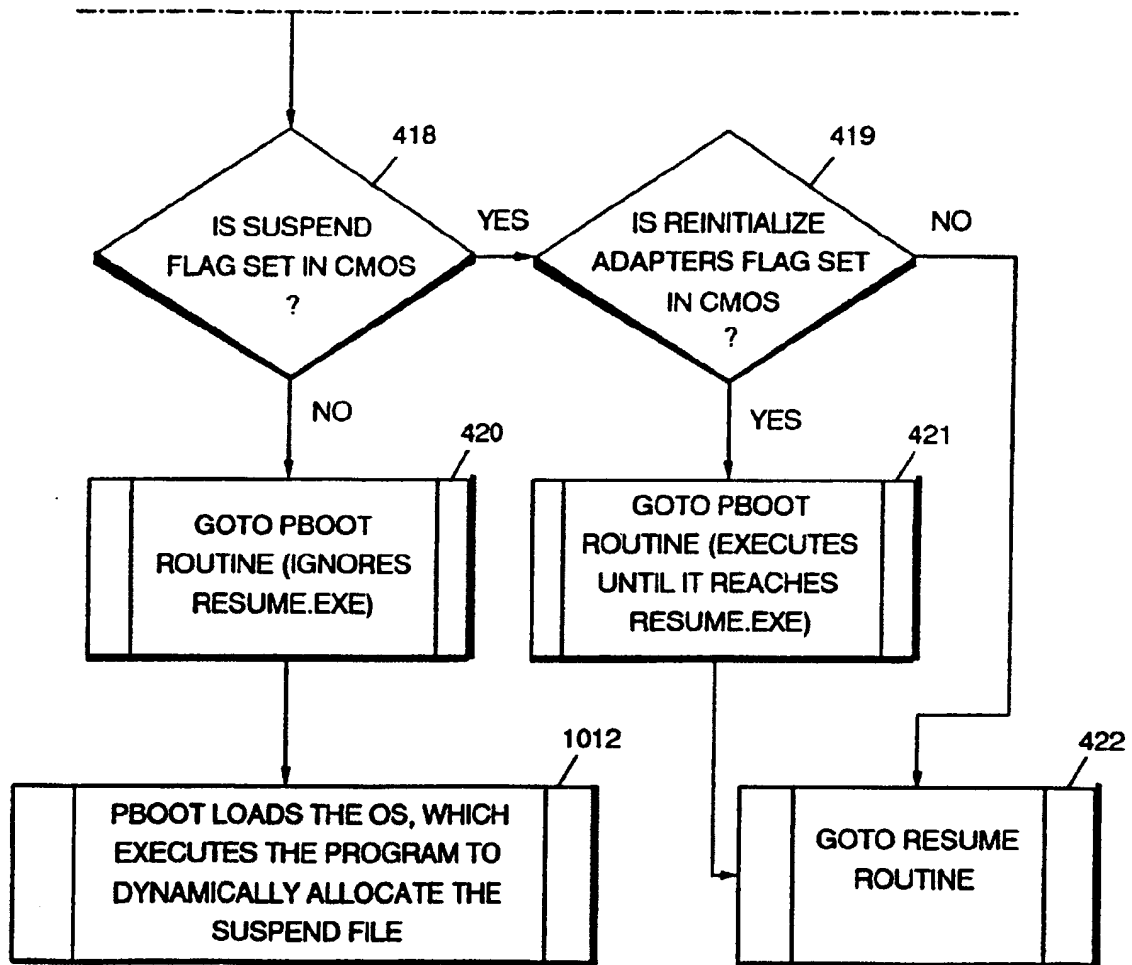 418
IS SUSPEND
FLAG SET IN CMOS
?
YES
419
IS REINITIALIZE
ADAPTERS FLAG SET
IN CMOS
?
NO
NO
420
GOTO PBOOT
ROUTINE (IGNORES
RESUME.EXE)
YES
421
GOTO PBOOT
ROUTINE (EXECUTES
UNTIL IT REACHES
RESUME.EXE)
1012
PBOOT LOADS THE OS, WHICH
EXECUTES THE PROGRAM TO
DYNAMICALLY ALLOCATE THE
SUSPEND FILE
422
GOTO RESUME
ROUTINE